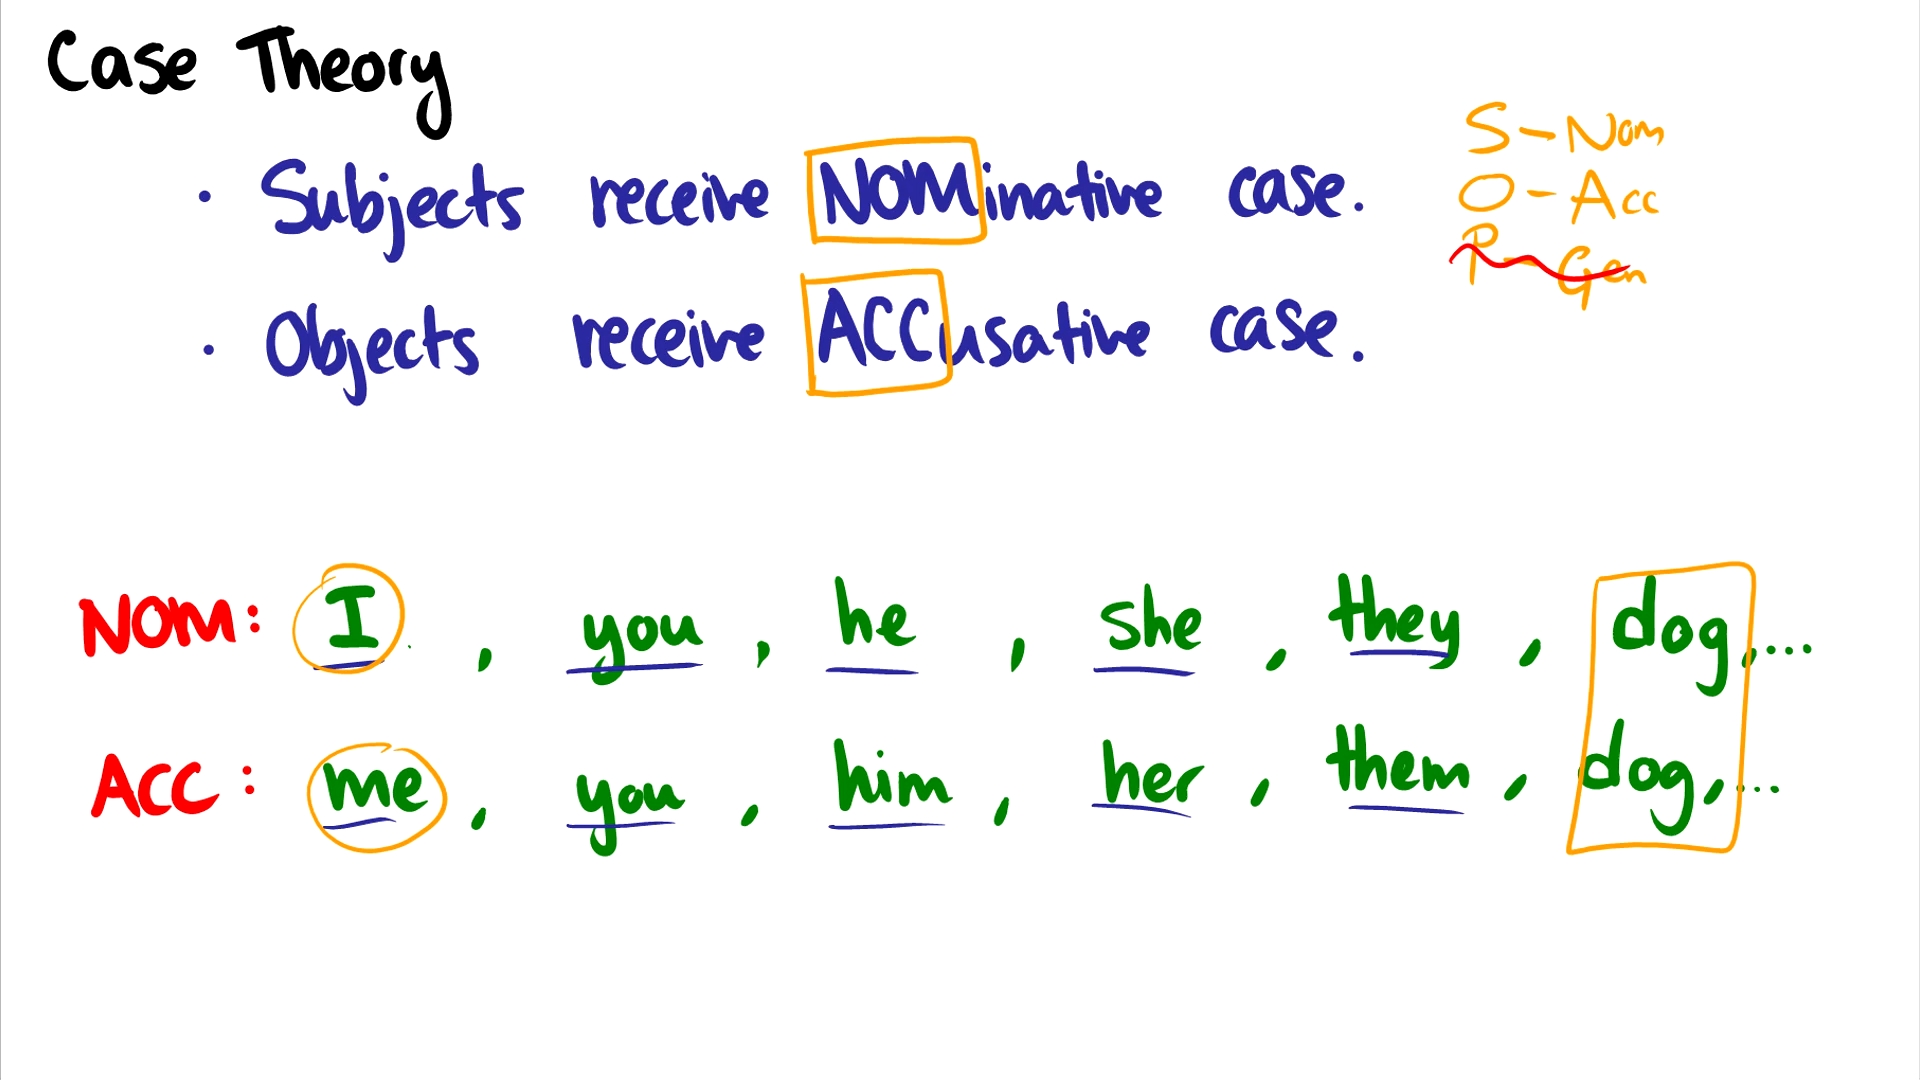 Case Theory
• Subjects receive NOMinative case.
• Objects receive ACCusative case.
S - Nom
O - Acc
P - Gen
NOM: I, you, he, she, they, dog,...
ACC: me, you, him, her, them, dog,...